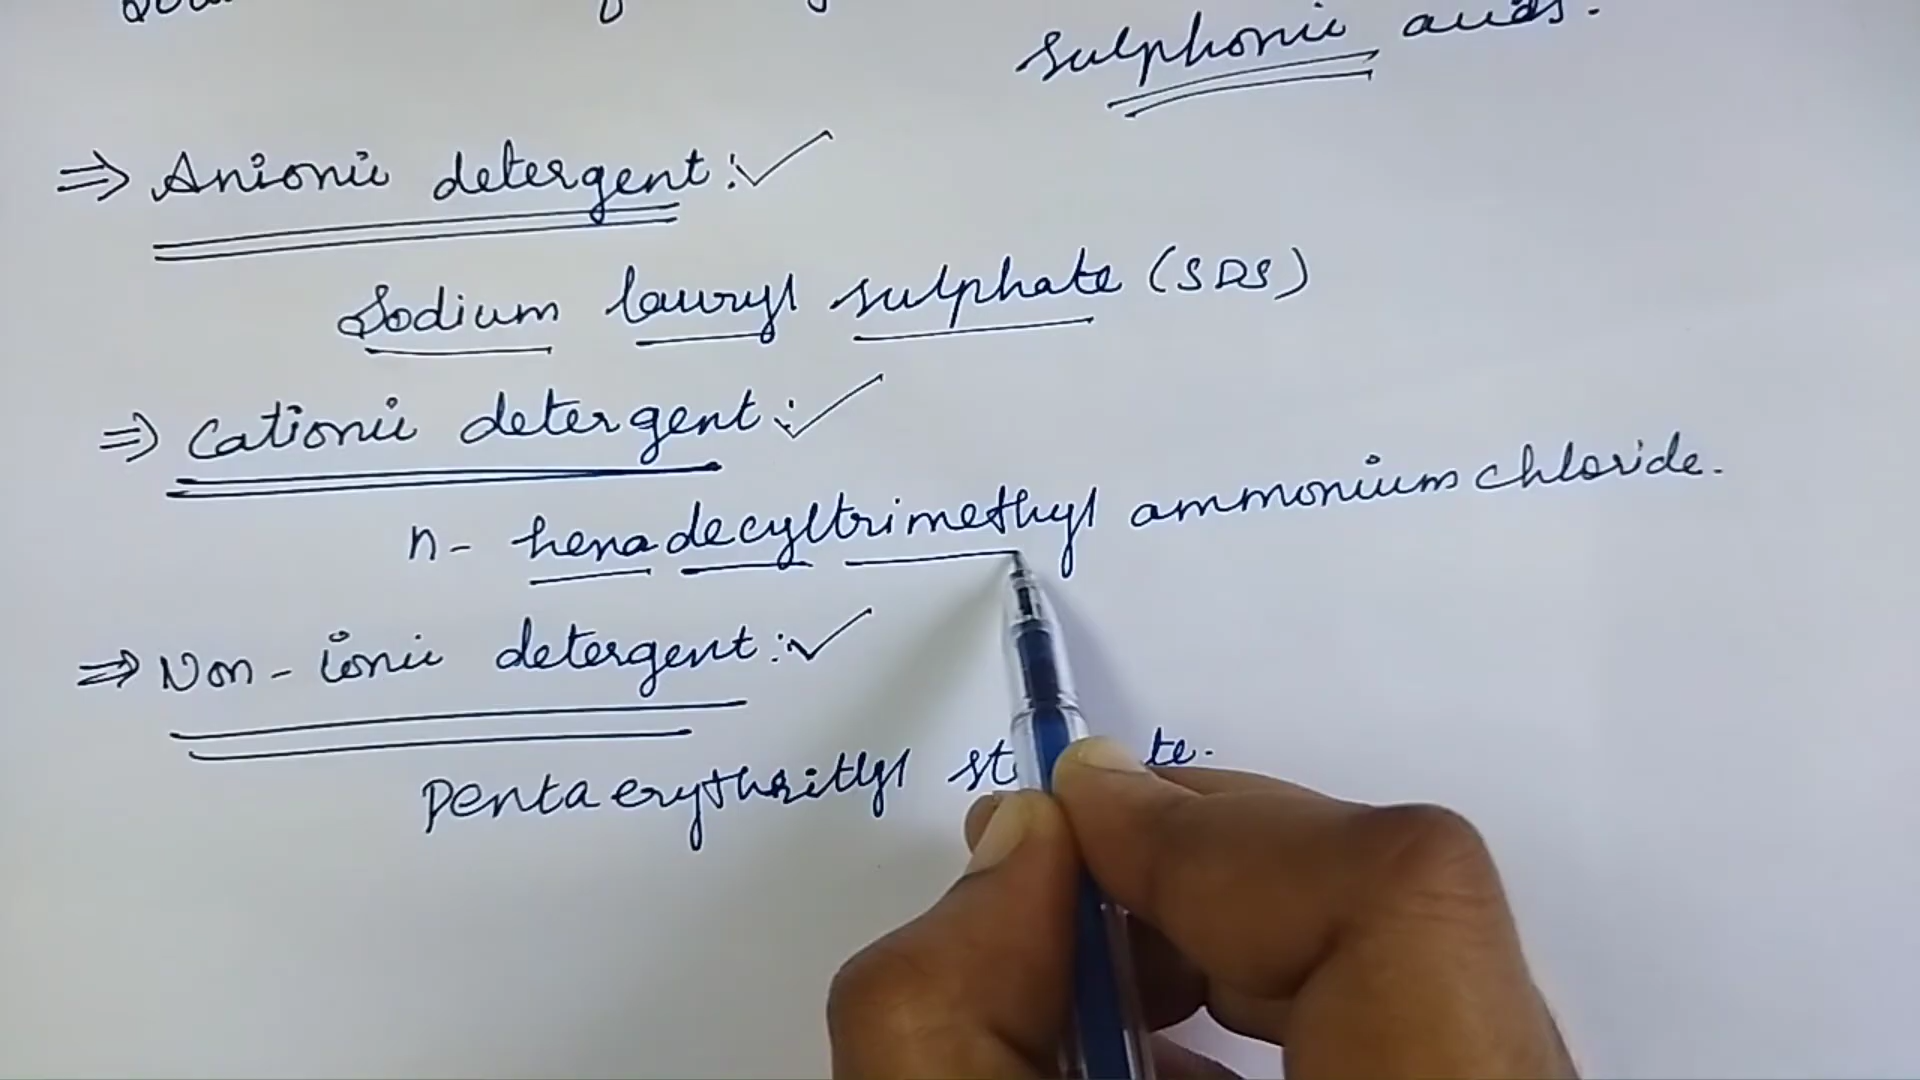 sulphonic acids.
⇒ Anionic detergent:✓
Sodium lauryl sulphate (SDS)
⇒ Cationic detergent:✓
n- hexadecyltrimethyl ammonium chloride.
⇒ Non-ionic detergent:✓
Pentaerythrityl